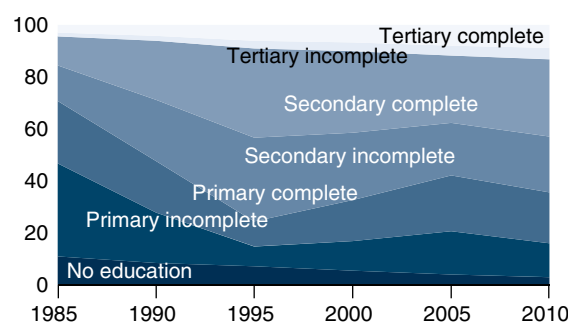 100
80
60
40
20
0
Tertiary complete
Tertiary incomplete
Secondary complete
Secondary incomplete
Primary complete
Primary incomplete
No education
1985 1990 1995 2000 2005 2010